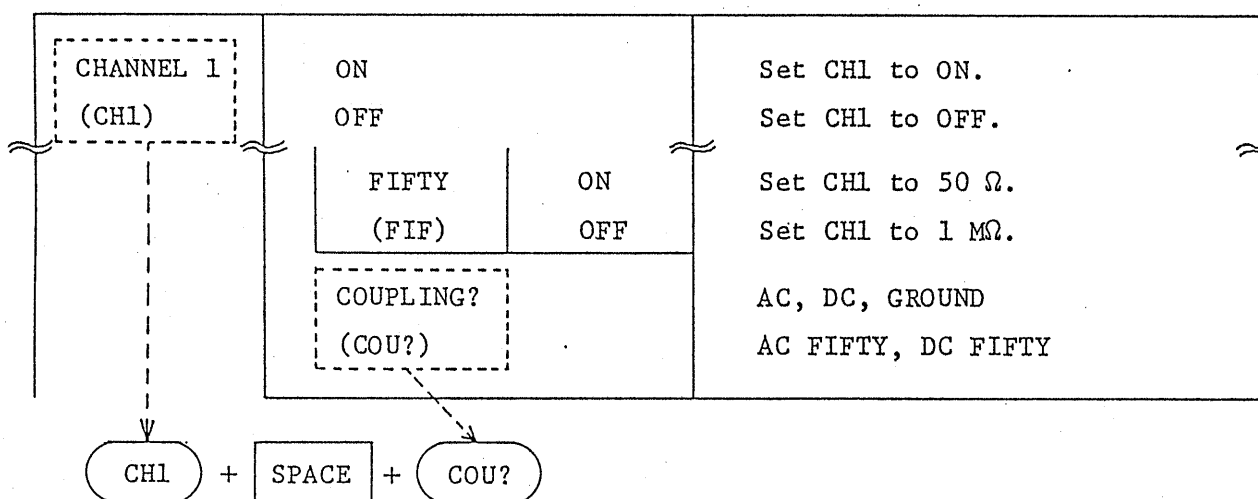 CHANNEL 1 ON Set CH1 to ON.
(CH1) OFF Set CH1 to OFF.
FIFTY ON Set CH1 to 50 Ω.
(FIF) OFF Set CH1 to 1 MΩ.
COUPLING? AC, DC, GROUND
(COU?) AC FIFTY, DC FIFTY
CH1 + SPACE + COU?